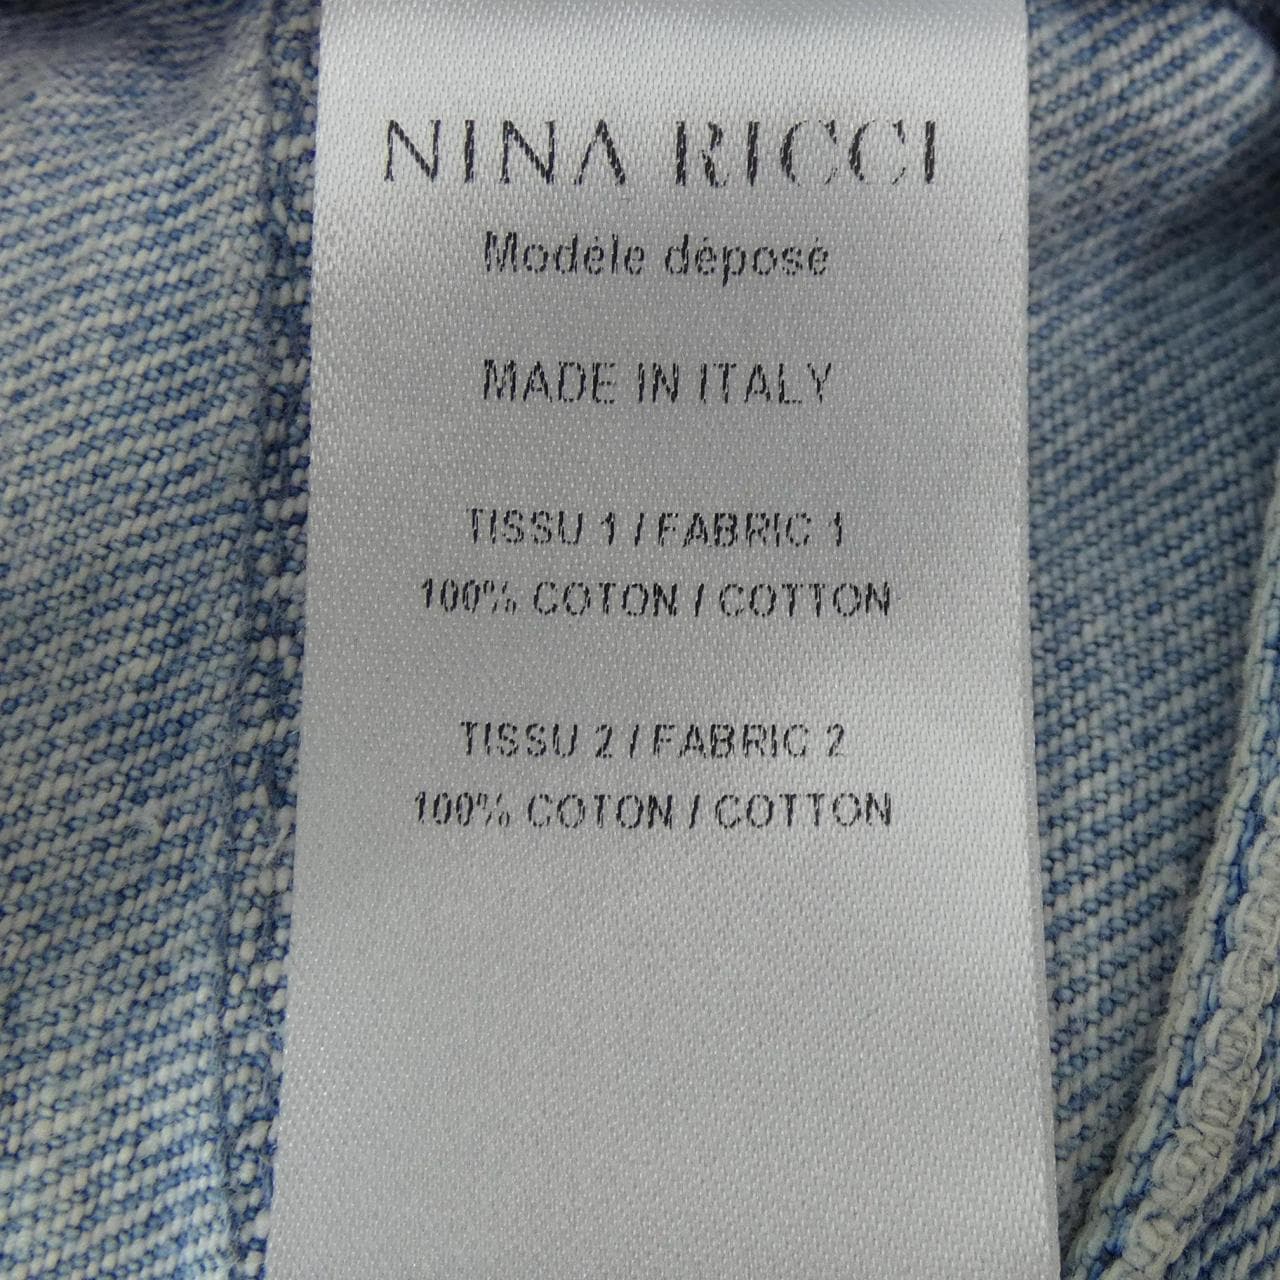 NINA RICCI
Modèle déposé
MADE IN ITALY
TISSU 1 / FABRIC 1
100% COTON / COTTON
TISSU 2 / FABRIC 2
100% COTON / COTTON